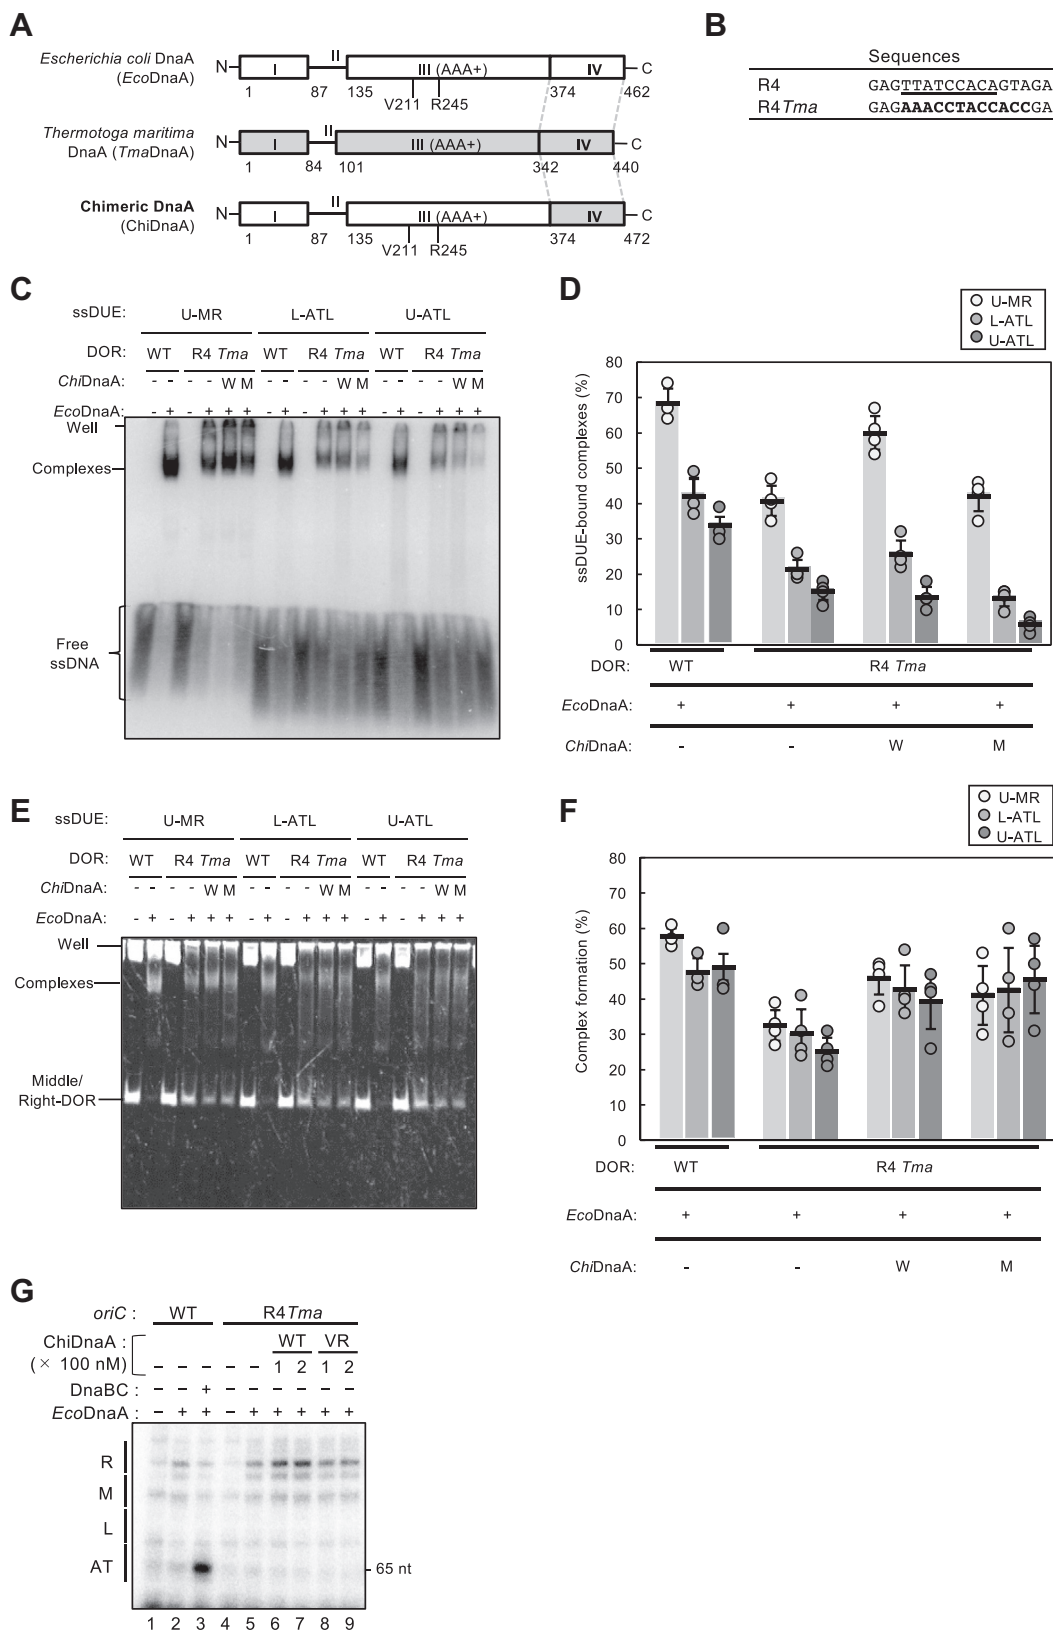 A
Escherichia coli DnaA
(EcoDnaA)
N
I
II
III (AAA+)
IV
C
1
87
135
V211
R245
374
462
Thermotoga maritima
DnaA (TmaDnaA)
N
I
II
III (AAA+)
IV
C
1
84
101
342
440
Chimeric DnaA
(ChiDnaA)
N
I
II
III (AAA+)
IV
C
1
87
135
V211
R245
374
472
B
Sequences
R4 GAGTTATCCACAGTAGA
R4Tma GAGAAACCTACCACCGA
C
ssDUE: U-MR L-ATL U-ATL
DOR: WT R4 Tma WT R4 Tma WT R4 Tma
ChiDnaA: - - - - W M - - - - W M - - - - W M
EcoDnaA: - + - + + + - + - + + + - + - + + +
Well
Complexes
Free
ssDNA
D
U-MR
L-ATL
U-ATL
ssDUE-bound complexes (%)
80
70
60
50
40
30
20
10
0
DOR: WT R4 Tma
EcoDnaA: + + + +
ChiDnaA: - - W M
E
ssDUE: U-MR L-ATL U-ATL
DOR: WT R4 Tma WT R4 Tma WT R4 Tma
ChiDnaA: - - - - W M - - - - W M - - - - W M
EcoDnaA: - + - + + + - + - + + + - + - + + +
Well
Complexes
Middle/
Right-DOR
F
U-MR
L-ATL
U-ATL
Complex formation (%)
80
70
60
50
40
30
20
10
0
DOR: WT R4 Tma
EcoDnaA: + + + +
ChiDnaA: - - W M
G
oriC : WT R4Tma
ChiDnaA : WT VR
(× 100 nM) – – – – – 1 2 1 2
DnaBC : – – + – – – – – –
EcoDnaA : – + + – + + + + +
R
M
L
AT
65 nt
1 2 3 4 5 6 7 8 9